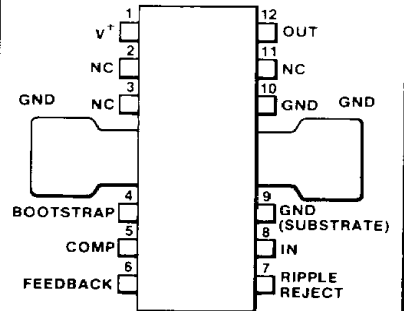 1 12
V+ OUT
2 11
NC NC
3 10
GND NC GND GND
4 9
BOOTSTRAP GND
(SUBSTRATE)
5 8
COMP IN
6 7
FEEDBACK RIPPLE
REJECT